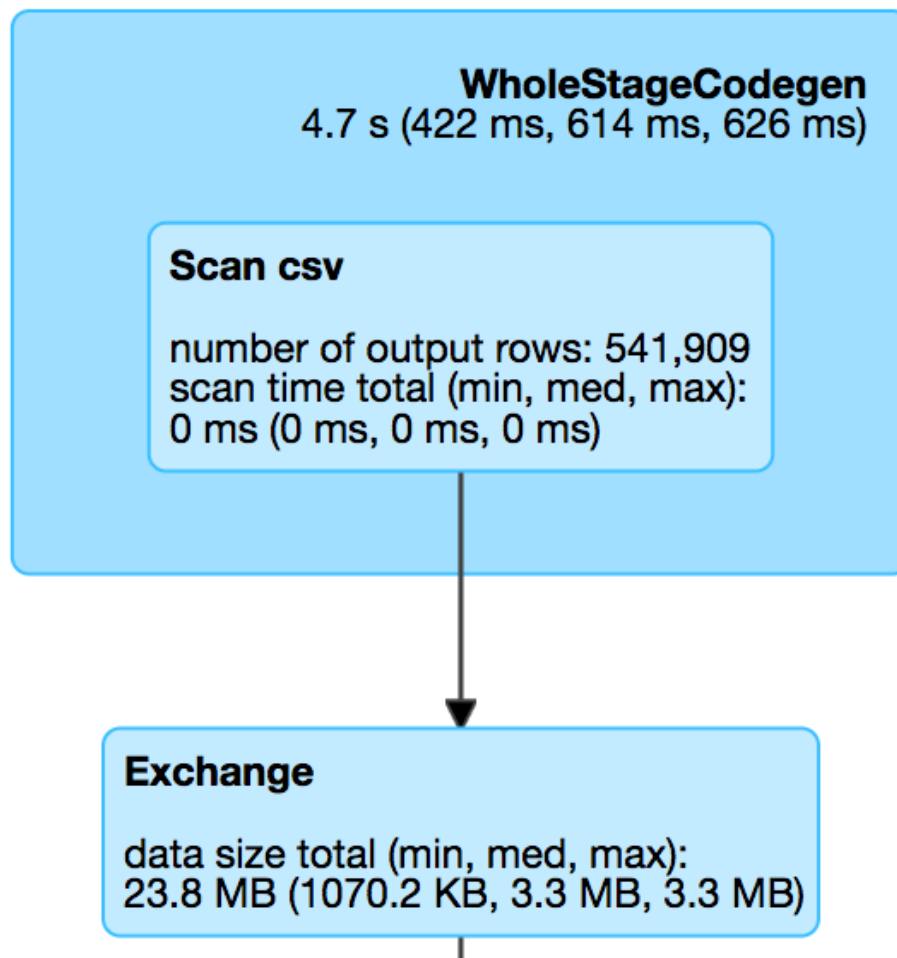 WholeStageCodegen
4.7 s (422 ms, 614 ms, 626 ms)
Scan csv
number of output rows: 541,909
scan time total (min, med, max):
0 ms (0 ms, 0 ms, 0 ms)
Exchange
data size total (min, med, max):
23.8 MB (1070.2 KB, 3.3 MB, 3.3 MB)